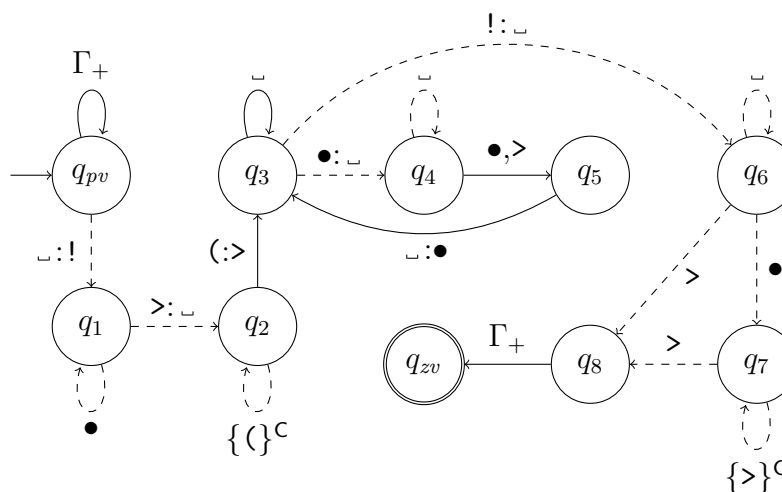 Γ₊ ␣ !:␣ ␣ ␣
q_pv q₃ ●:␣ q₄ ●,> q₅ q₆
␣:! (:> ␣:● > ●
q₁ >:␣ q₂ q_zv Γ₊ q₈ > q₇
● {(}ᶜ {>}ᶜ